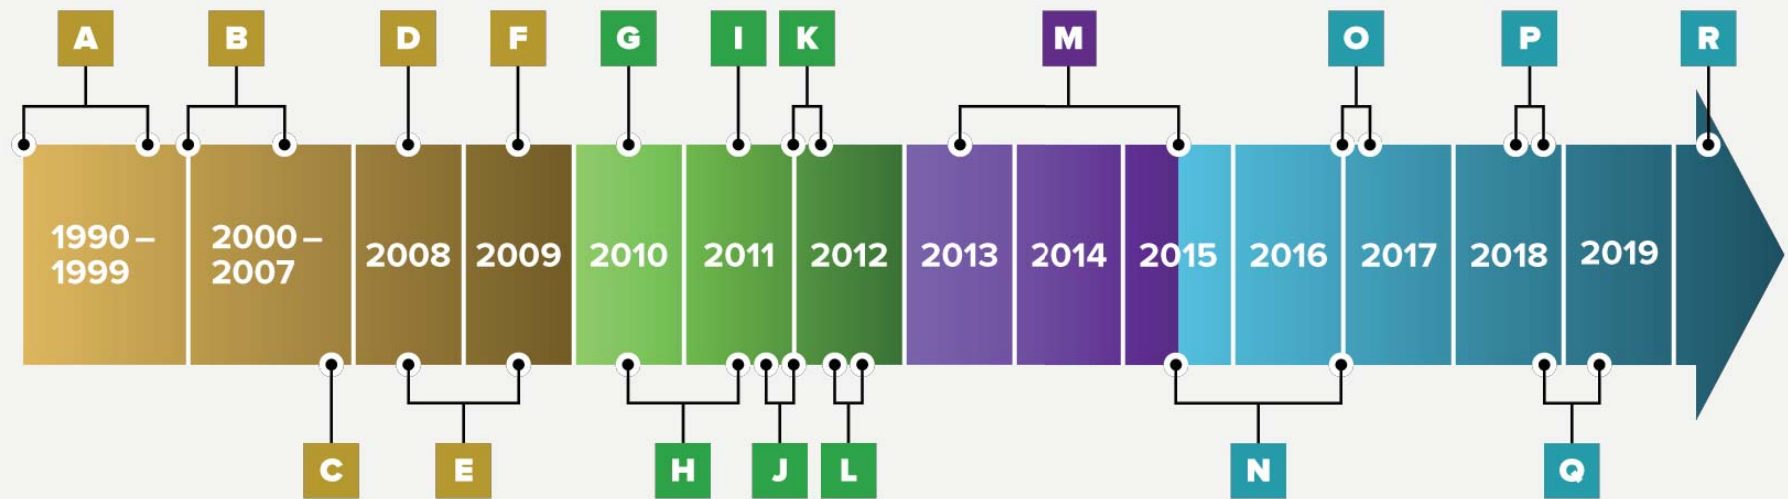 A B D F G I K M O P R
1990 – 2000 –
1999 2007 2008 2009 2010 2011 2012 2013 2014 2015 2016 2017 2018 2019
C E H J L N Q